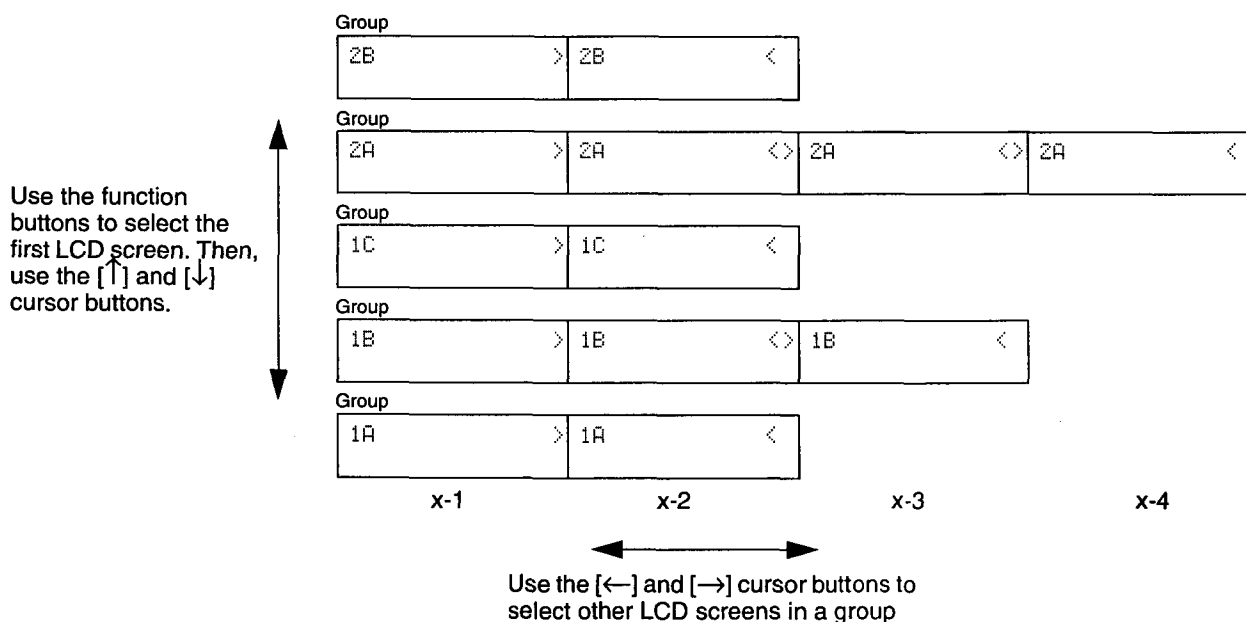 Group
2B > 2B <
Group
2A > 2A <> 2A <> 2A <
Use the function
buttons to select the
first LCD screen. Then,
use the [↑] and [↓]
cursor buttons.
Group
1C > 1C <
Group
1B > 1B <> 1B <
Group
1A > 1A <
x-1 x-2 x-3 x-4
Use the [←] and [→] cursor buttons to
select other LCD screens in a group